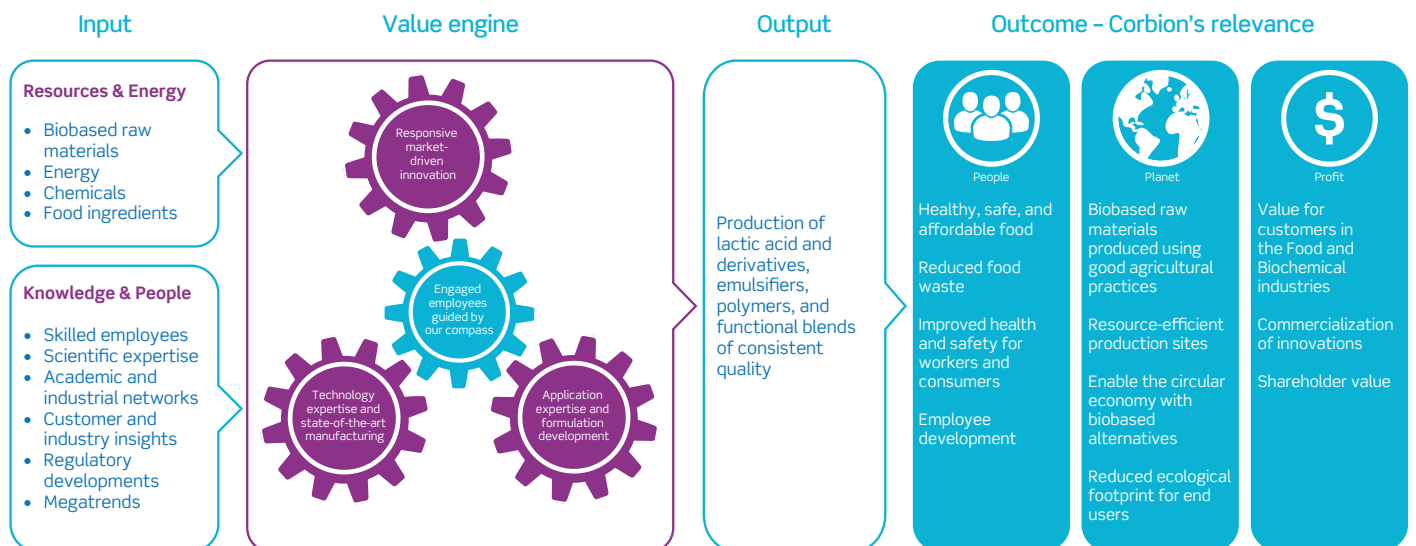 Input
Value engine
Output
Outcome – Corbion’s relevance
Resources & Energy
• Biobased raw
materials
• Energy
• Chemicals
• Food ingredients
Knowledge & People
• Skilled employees
• Scientific expertise
• Academic and
industrial networks
• Customer and
industry insights
• Regulatory
developments
• Megatrends
Responsive
market-
driven
innovation
Engaged
employees
guided by
our compass
Technology
expertise and
state-of-the-art
manufacturing
Application
expertise and
formulation
development
Production of
lactic acid and
derivatives,
emulsifiers,
polymers, and
functional blends
of consistent
quality
People
Healthy, safe, and
affordable food
Reduced food
waste
Improved health
and safety for
workers and
consumers
Employee
development
Planet
Biobased raw
materials
produced using
good agricultural
practices
Resource-efficient
production sites
Enable the circular
economy with
biobased
alternatives
Reduced ecological
footprint for end
users
$
Profit
Value for
customers in
the Food and
Biochemical
industries
Commercialization
of innovations
Shareholder value